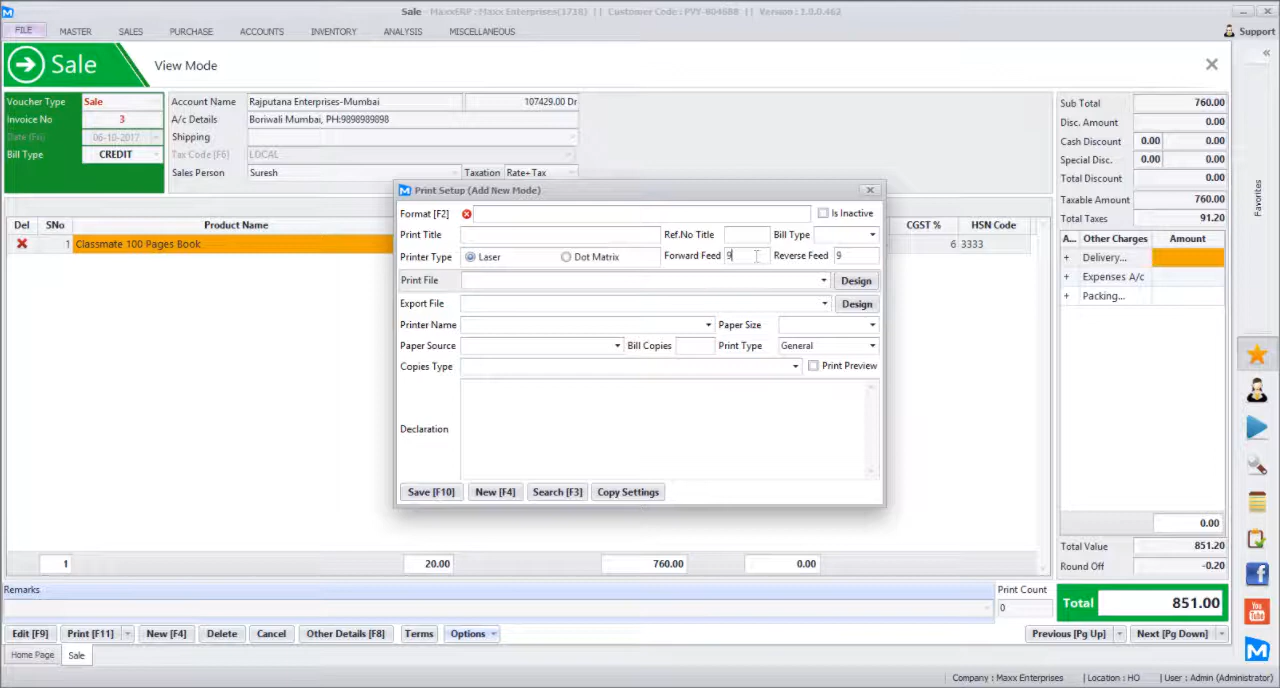 Sale - MaxxERP : Maxx Enterprises(1718) || Customer Code : PVY-80468B || Version : 1.0.0.462
FILE MASTER SALES PURCHASE ACCOUNTS INVENTORY ANALYSIS MISCELLANEOUS Support
Sale View Mode
Voucher Type Sale Account Name Rajputana Enterprises-Mumbai 107429.00 Dr Sub Total 760.00
Invoice No 3 A/c Details Boriwali Mumbai, PH:9898989898 Disc. Amount 0.00
Date (Fri) 06-10-2017 Shipping Cash Discount 0.00 0.00
Bill Type CREDIT Tax Code [F6] LOCAL Special Disc. 0.00 0.00
Sales Person Suresh Taxation Rate+Tax Total Discount 0.00
Taxable Amount 760.00
Total Taxes 91.20
Favorites
Del SNo Product Name CGST % HSN Code A... Other Charges Amount
1 Classmate 100 Pages Book 6 3333 + Delivery...
+ Expenses A/c
+ Packing...
Print Setup (Add New Mode)
Format [F2] Is Inactive
Print Title Ref.No Title Bill Type
Printer Type Laser Dot Matrix Forward Feed 9 Reverse Feed 9
Print File Design
Export File Design
Printer Name Paper Size
Paper Source Bill Copies Print Type General
Copies Type Print Preview
Declaration
Save [F10] New [F4] Search [F3] Copy Settings
0.00
Total Value 851.20
1 20.00 760.00 0.00 Round Off -0.20
Remarks Print Count
0 Total 851.00
Edit [F9] Print [F11] New [F4] Delete Cancel Other Details [F8] Terms Options Previous [Pg Up] Next [Pg Down]
You Tube
Home Page Sale
Company : Maxx Enterprises | Location : HO | User : Admin (Administrator)